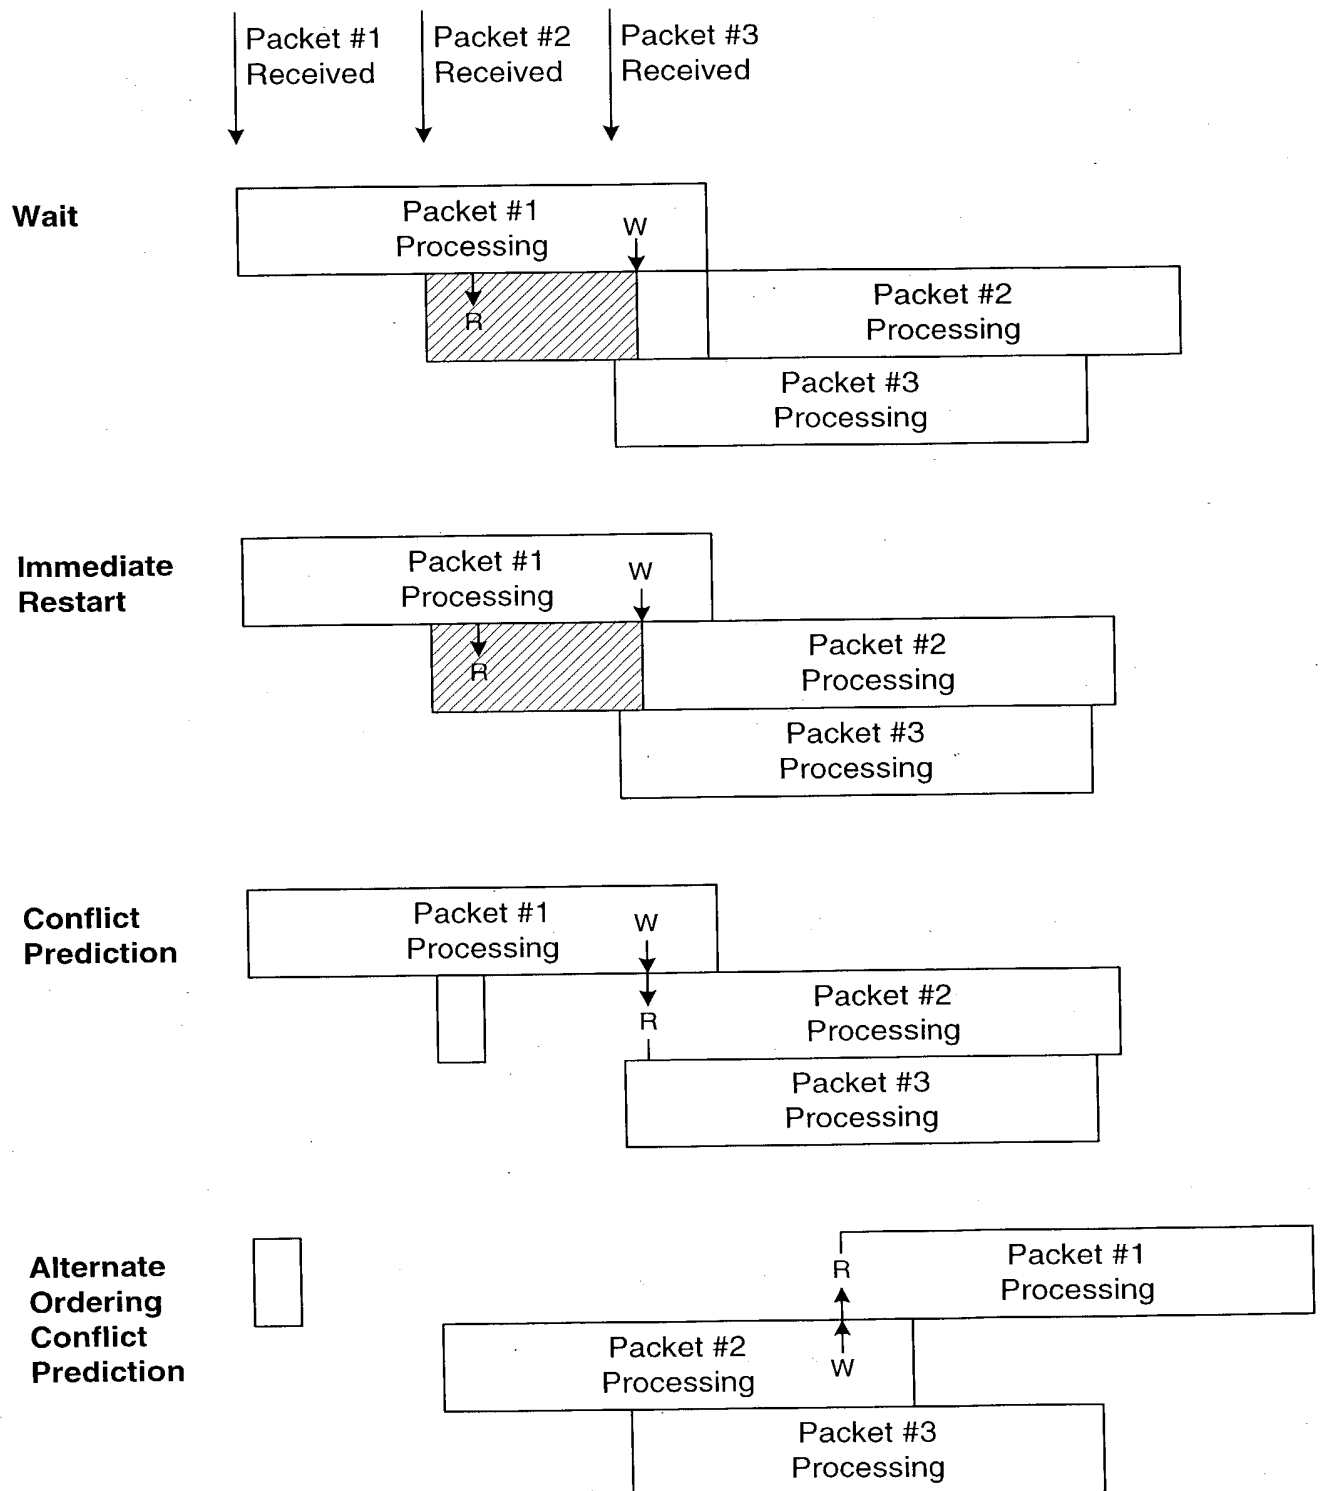 Packet #1
Received
Packet #2
Received
Packet #3
Received
Wait
Packet #1
Processing
W
R
Packet #2
Processing
Packet #3
Processing
Immediate
Restart
Packet #1
Processing
W
R
Packet #2
Processing
Packet #3
Processing
Conflict
Prediction
Packet #1
Processing
W
R
Packet #2
Processing
Packet #3
Processing
Alternate
Ordering
Conflict
Prediction
R
Packet #1
Processing
Packet #2
Processing
W
Packet #3
Processing